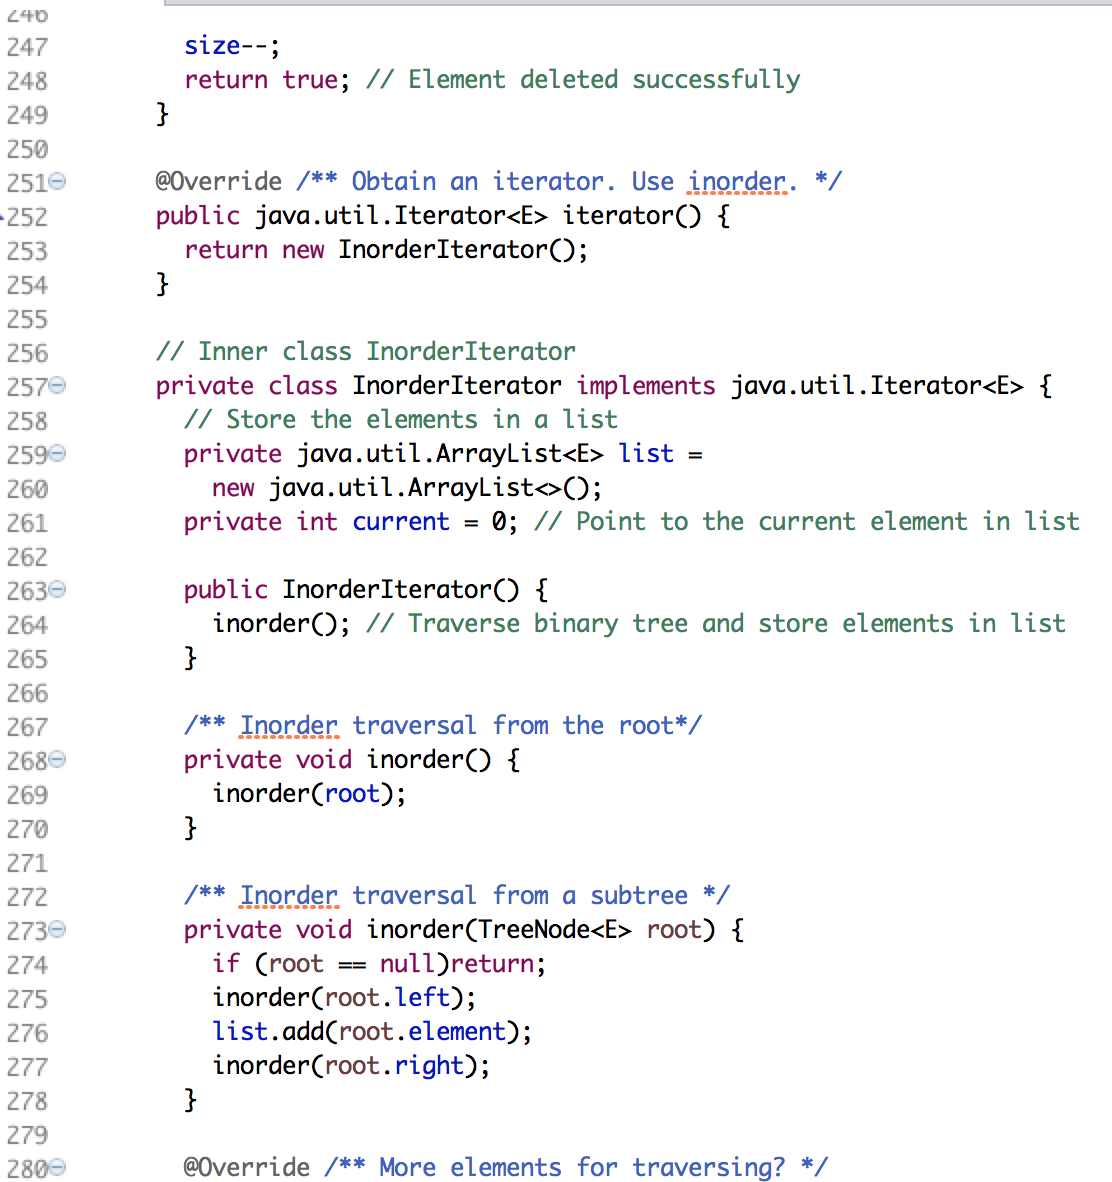 246
247 size--;
248 return true; // Element deleted successfully
249 }
250
251 @Override /** Obtain an iterator. Use inorder. */
252 public java.util.Iterator<E> iterator() {
253 return new InorderIterator();
254 }
255
256 // Inner class InorderIterator
257 private class InorderIterator implements java.util.Iterator<E> {
258 // Store the elements in a list
259 private java.util.ArrayList<E> list =
260 new java.util.ArrayList<>();
261 private int current = 0; // Point to the current element in list
262
263 public InorderIterator() {
264 inorder(); // Traverse binary tree and store elements in list
265 }
266
267 /** Inorder traversal from the root*/
268 private void inorder() {
269 inorder(root);
270 }
271
272 /** Inorder traversal from a subtree */
273 private void inorder(TreeNode<E> root) {
274 if (root == null)return;
275 inorder(root.left);
276 list.add(root.element);
277 inorder(root.right);
278 }
279
280 @Override /** More elements for traversing? */